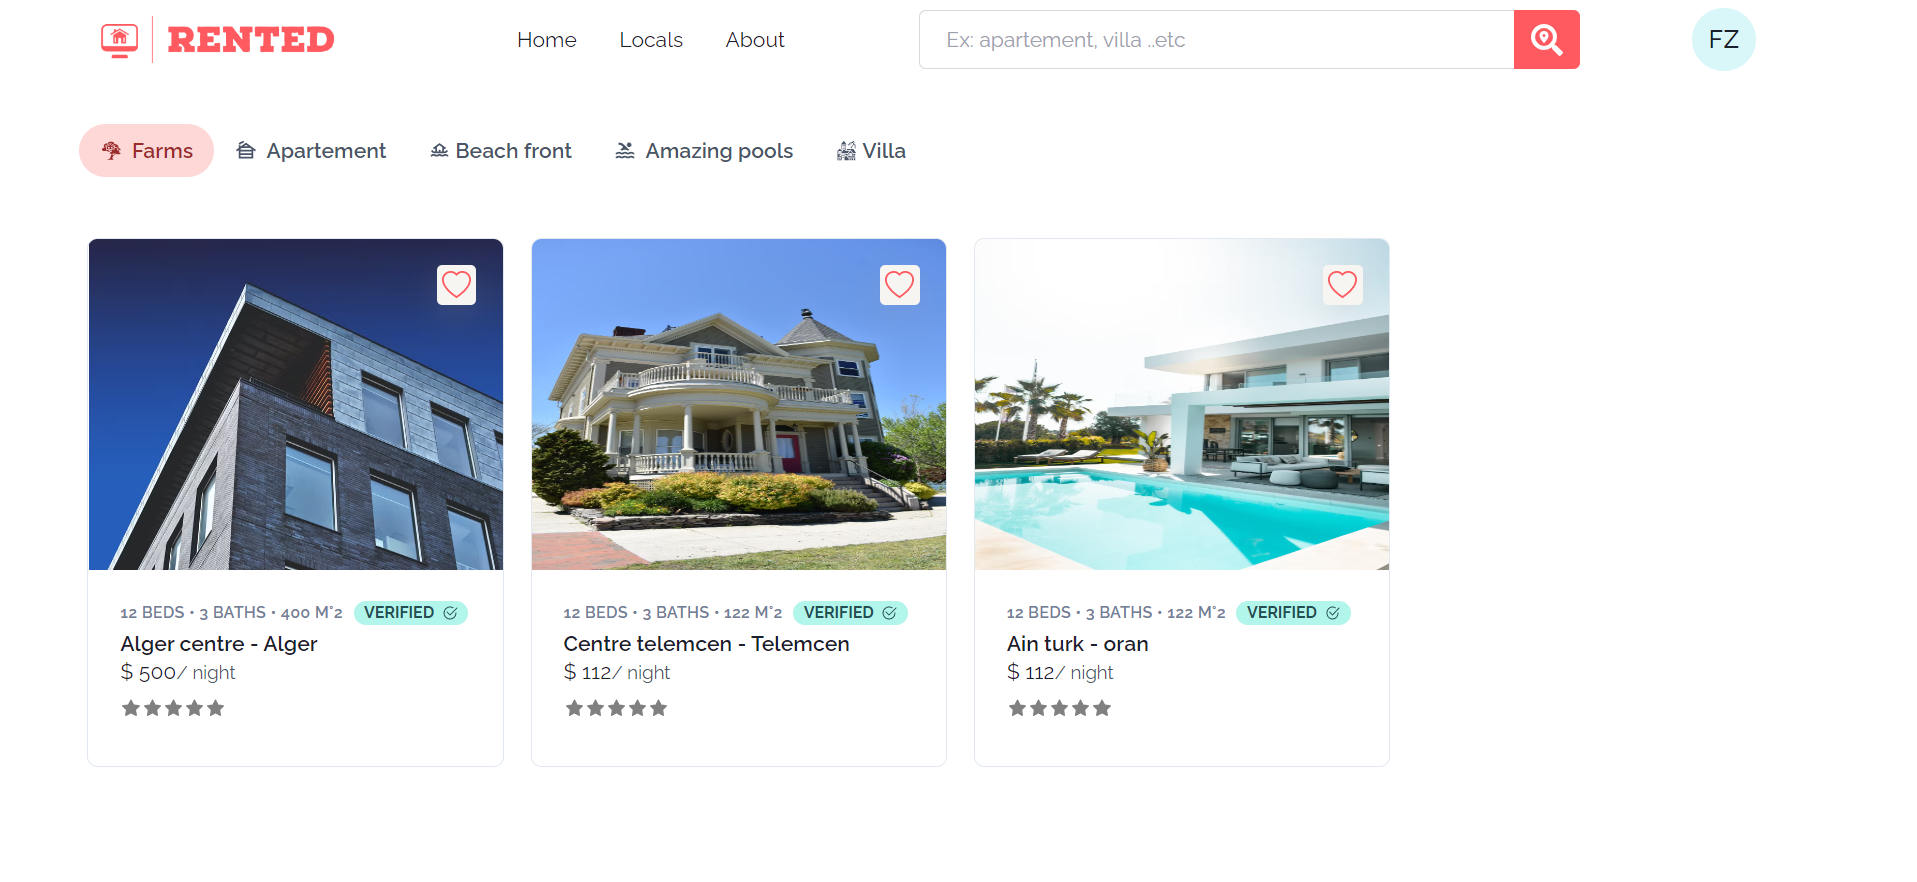 RENTED
Home Locals About
Ex: apartement, villa ..etc
FZ
Farms Apartement Beach front Amazing pools Villa
12 BEDS • 3 BATHS • 400 M°2 VERIFIED
Alger centre - Alger
$ 500/ night
12 BEDS • 3 BATHS • 122 M°2 VERIFIED
Centre telemcen - Telemcen
$ 112/ night
12 BEDS • 3 BATHS • 122 M°2 VERIFIED
Ain turk - oran
$ 112/ night